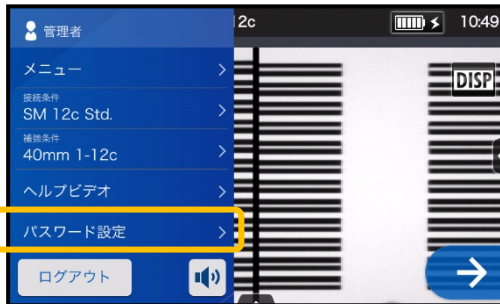 管理者
12c
10:49
メニュー
接続条件
SM 12c Std.
補強条件
40mm 1-12c
ヘルプビデオ
パスワード設定
ログアウト
DISP